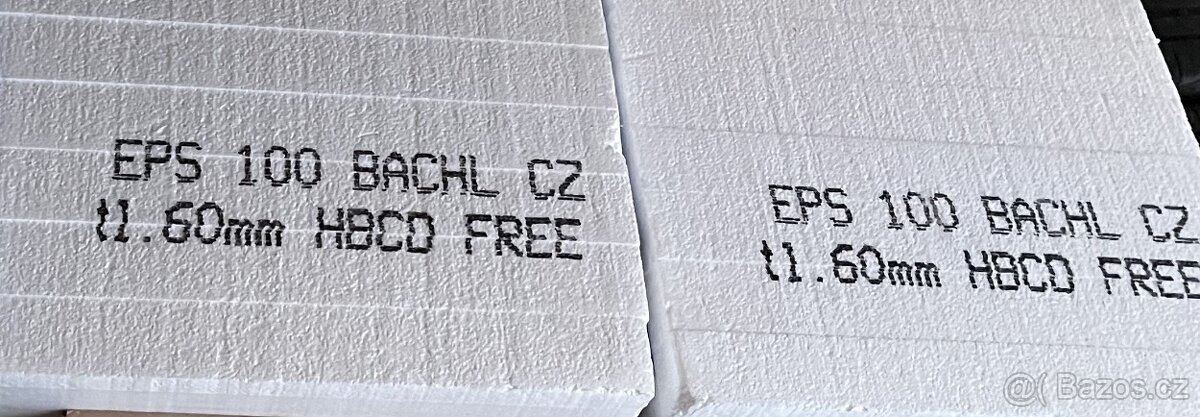 EPS 100 BACHL CZ
tl.60mm HBCD FREE
EPS 100 BACHL CZ
tl.60mm HBCD FREE
@( Bazos.cz